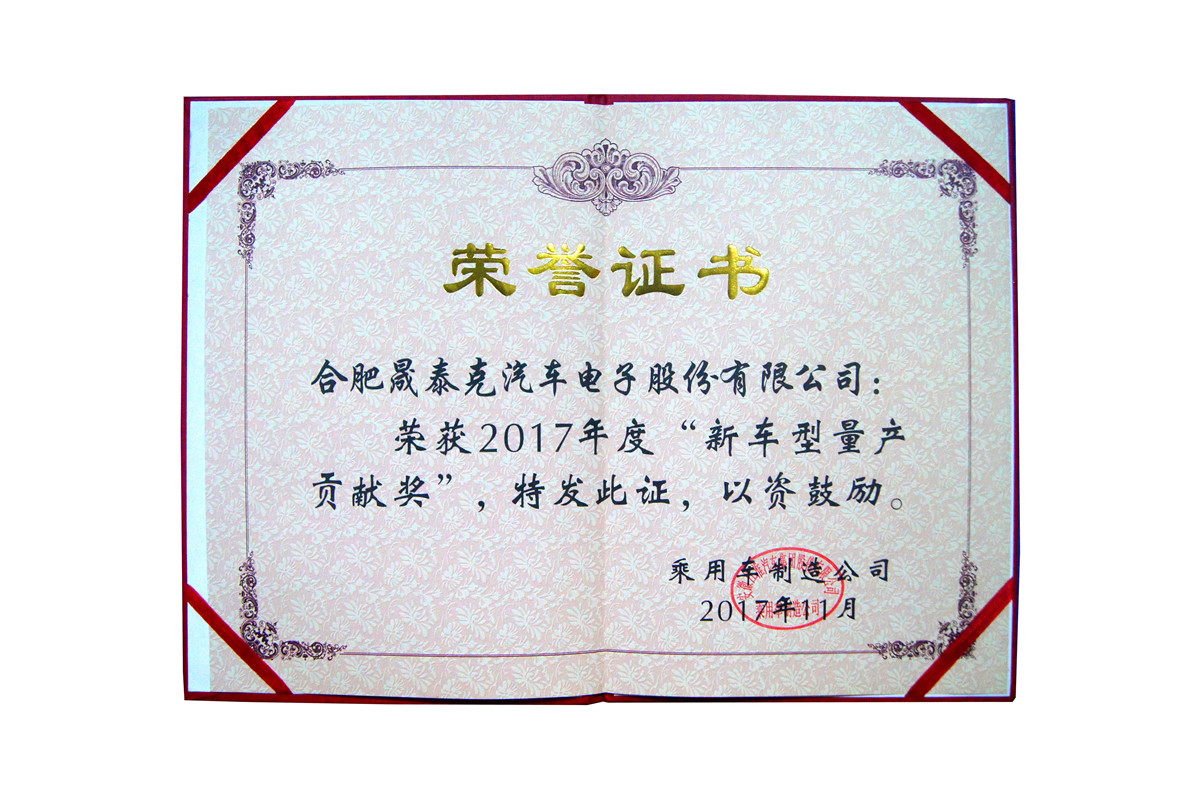 荣誉证书
合肥晟泰克汽车电子股份有限公司：
荣获2017年度“新车型量产
贡献奖”，特发此证，以资鼓励。
乘用车制造公司
2017年11月